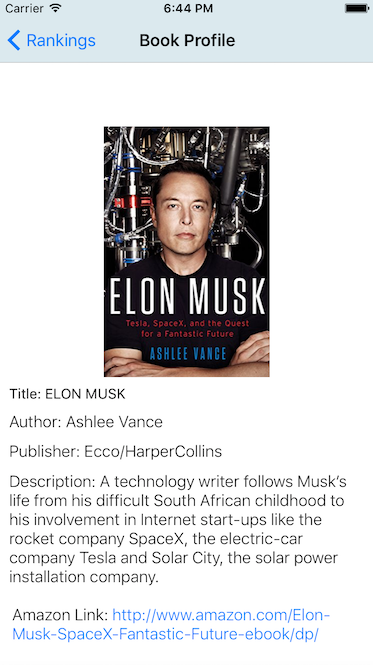 Carrier 6:44 PM
Rankings Book Profile
ELON MUSK
Tesla, SpaceX, and the Quest
for a Fantastic Future
ASHLEE VANCE
Title: ELON MUSK
Author: Ashlee Vance
Publisher: Ecco/HarperCollins
Description: A technology writer follows Musk’s
life from his difficult South African childhood to
his involvement in Internet start-ups like the
rocket company SpaceX, the electric-car
company Tesla and Solar City, the solar power
installation company.
Amazon Link: http://www.amazon.com/Elon-
Musk-SpaceX-Fantastic-Future-ebook/dp/